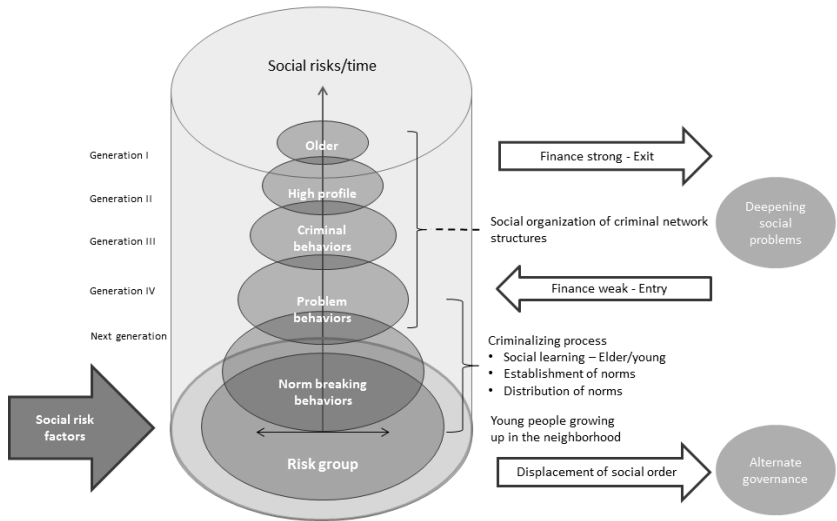 Social risks/time
Older
High profile
Criminal
behaviors
Problem
behaviors
Norm breaking
behaviors
Risk group
Generation I
Generation II
Generation III
Generation IV
Next generation
Social risk
factors
Finance strong - Exit
Social organization of criminal network
structures
Deepening
social
problems
Finance weak - Entry
Criminalizing process
• Social learning – Elder/young
• Establishment of norms
• Distribution of norms
Young people growing
up in the neighborhood
Displacement of social order
Alternate
governance